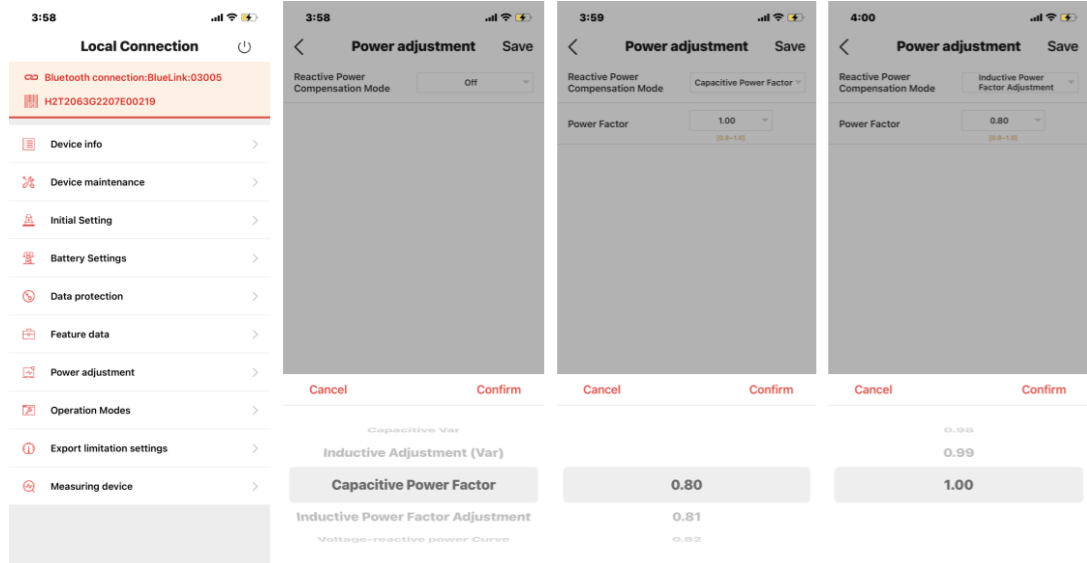 3:58
Local Connection
Bluetooth connection:BlueLink:03005
H2T2063G2207E00219
Device info
Device maintenance
Initial Setting
Battery Settings
Data protection
Feature data
Power adjustment
Operation Modes
Export limitation settings
Measuring device
3:58
Power adjustment Save
Reactive Power
Compensation Mode
Off
Cancel Confirm
Capacitive Var
Inductive Adjustment (Var)
Capacitive Power Factor
Inductive Power Factor Adjustment
Voltage-reactive power Curve
3:59
Power adjustment Save
Reactive Power
Compensation Mode
Capacitive Power Factor
Power Factor
1.00
[0.8~1.0]
Cancel Confirm
0.80
0.81
0.82
4:00
Power adjustment Save
Reactive Power
Compensation Mode
Inductive Power
Factor Adjustment
Power Factor
0.80
[0.8~1.0]
Cancel Confirm
0.98
0.99
1.00